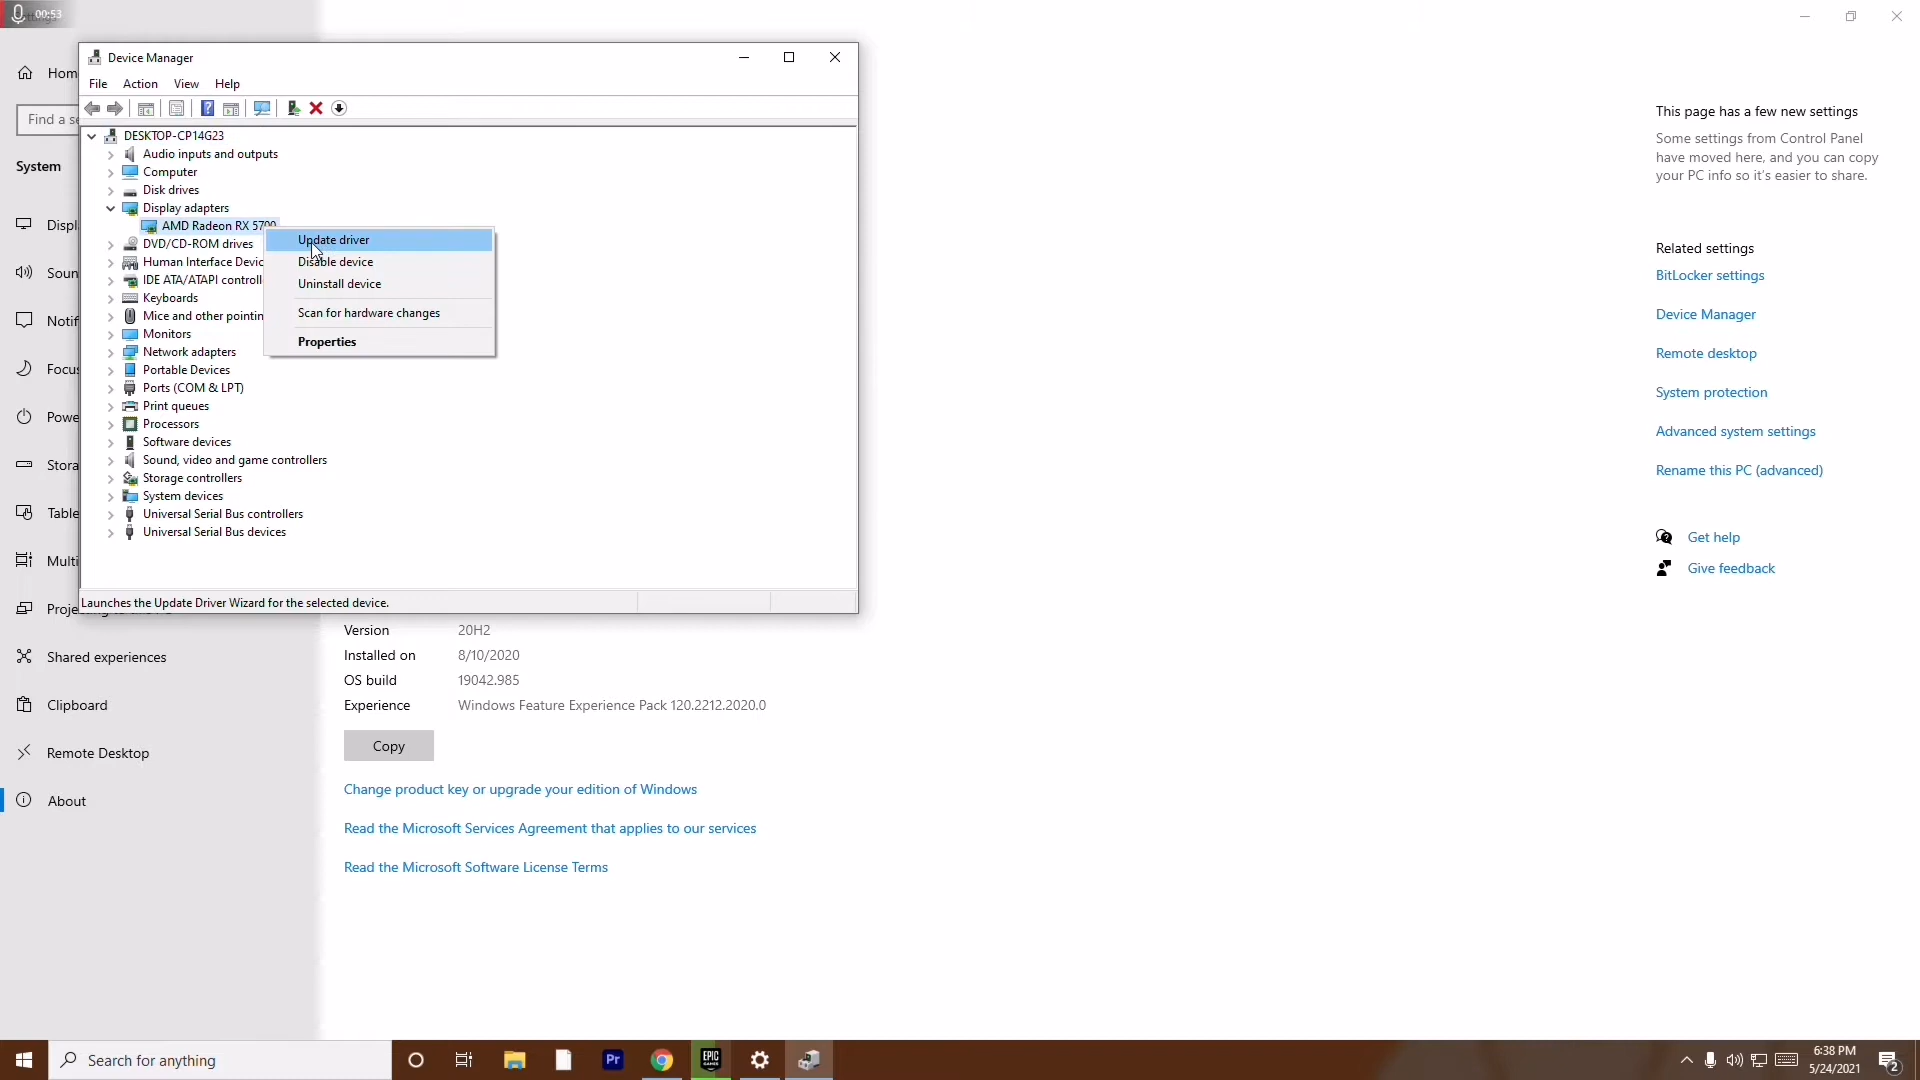 00:53
Device Manager
File Action View Help
DESKTOP-CP14G23
Audio inputs and outputs
Computer
Disk drives
Display adapters
AMD Radeon RX 5700
DVD/CD-ROM drives
Human Interface Devic
IDE ATA/ATAPI controll
Keyboards
Mice and other pointin
Monitors
Network adapters
Portable Devices
Ports (COM & LPT)
Print queues
Processors
Software devices
Sound, video and game controllers
Storage controllers
System devices
Universal Serial Bus controllers
Universal Serial Bus devices
Update driver
Disable device
Uninstall device
Scan for hardware changes
Properties
Launches the Update Driver Wizard for the selected device.
Hom
Find a se
System
Displ
Soun
Notif
Focus
Powe
Stora
Table
Multi
Shared experiences
Clipboard
Remote Desktop
About
Version 20H2
Installed on 8/10/2020
OS build 19042.985
Experience Windows Feature Experience Pack 120.2212.2020.0
Copy
Change product key or upgrade your edition of Windows
Read the Microsoft Services Agreement that applies to our services
Read the Microsoft Software License Terms
This page has a few new settings
Some settings from Control Panel
have moved here, and you can copy
your PC info so it's easier to share.
Related settings
BitLocker settings
Device Manager
Remote desktop
System protection
Advanced system settings
Rename this PC (advanced)
Get help
Give feedback
Search for anything
Pr
EPIC
GAMES
6:38 PM
5/24/2021
2